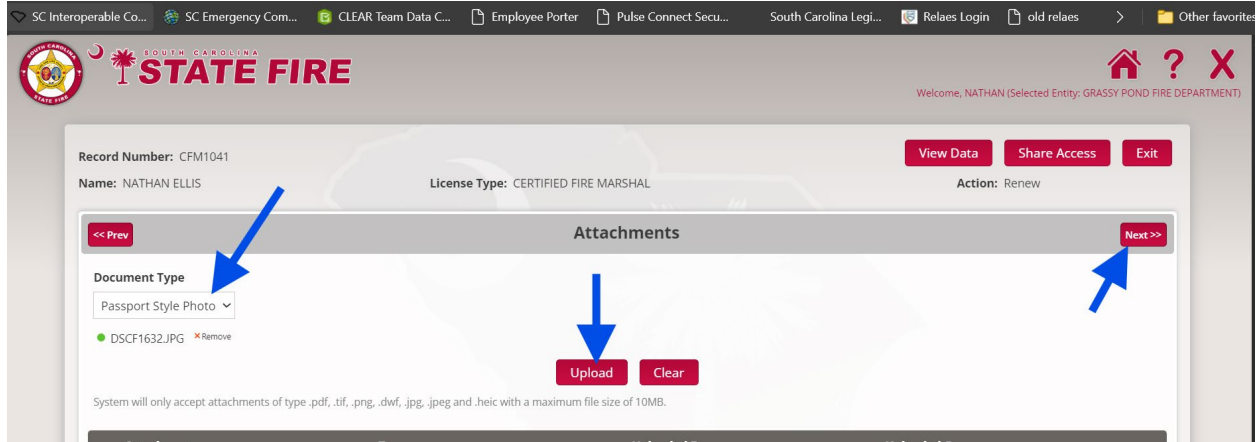 SC Interoperable Co... SC Emergency Com... CLEAR Team Data C... Employee Porter Pulse Connect Secu... South Carolina Legi... Relaes Login old relaes > Other favorites
SOUTH CAROLINA
STATE FIRE
SOUTH CAROLINA
STATE FIRE
? X
Welcome, NATHAN (Selected Entity: GRASSY POND FIRE DEPARTMENT)
Record Number: CFM1041 View Data Share Access Exit
Name: NATHAN ELLIS License Type: CERTIFIED FIRE MARSHAL Action: Renew
<< Prev Attachments Next >>
Document Type
Passport Style Photo
DSCF1632.JPG ×Remove
Upload Clear
System will only accept attachments of type .pdf, .tif, .png, .dwf, .jpg, .jpeg and .heic with a maximum file size of 10MB.